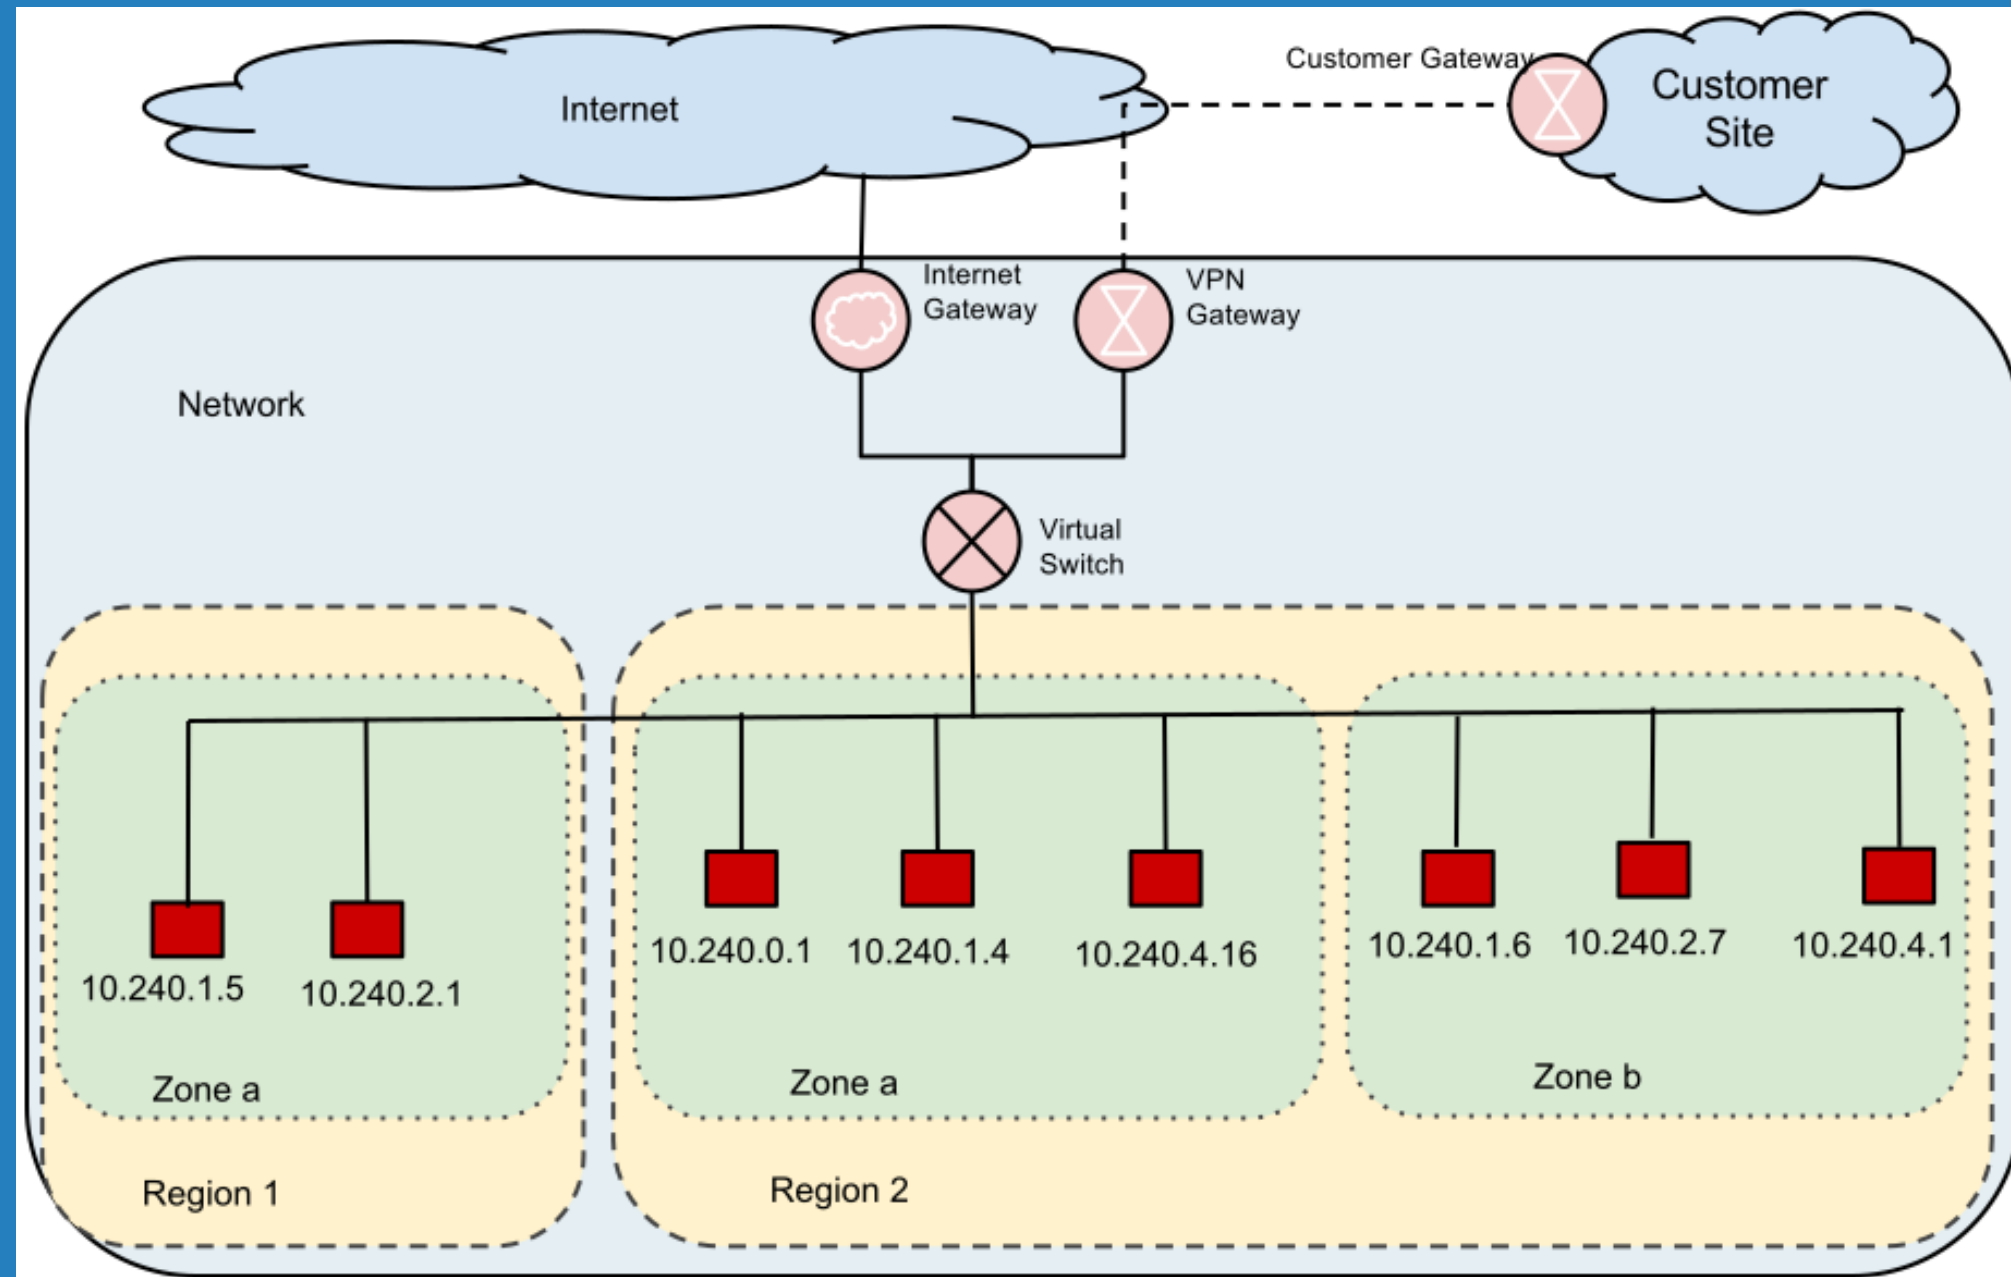 Internet
Customer Gateway
Customer
Site
Internet
Gateway
VPN
Gateway
Network
Virtual
Switch
10.240.1.5
10.240.2.1
10.240.0.1
10.240.1.4
10.240.4.16
10.240.1.6
10.240.2.7
10.240.4.1
Zone a
Zone a
Zone b
Region 1
Region 2